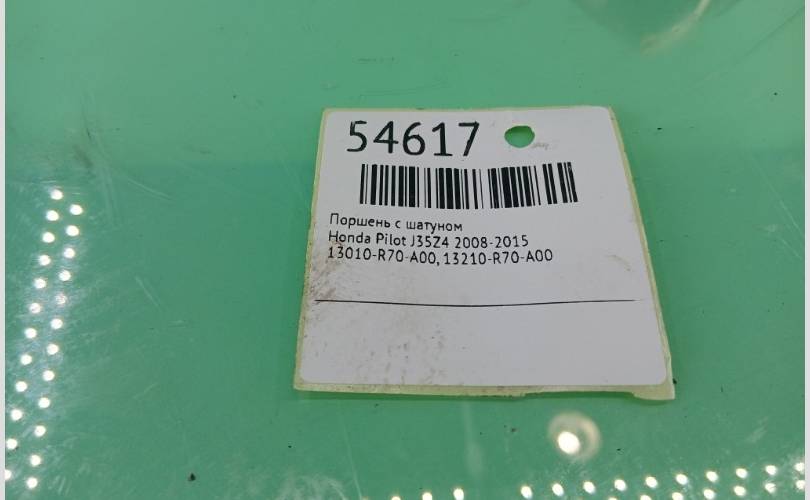 54617
Поршень с шатуном
Honda Pilot J35Z4 2008-2015
13010-R70-A00, 13210-R70-A00